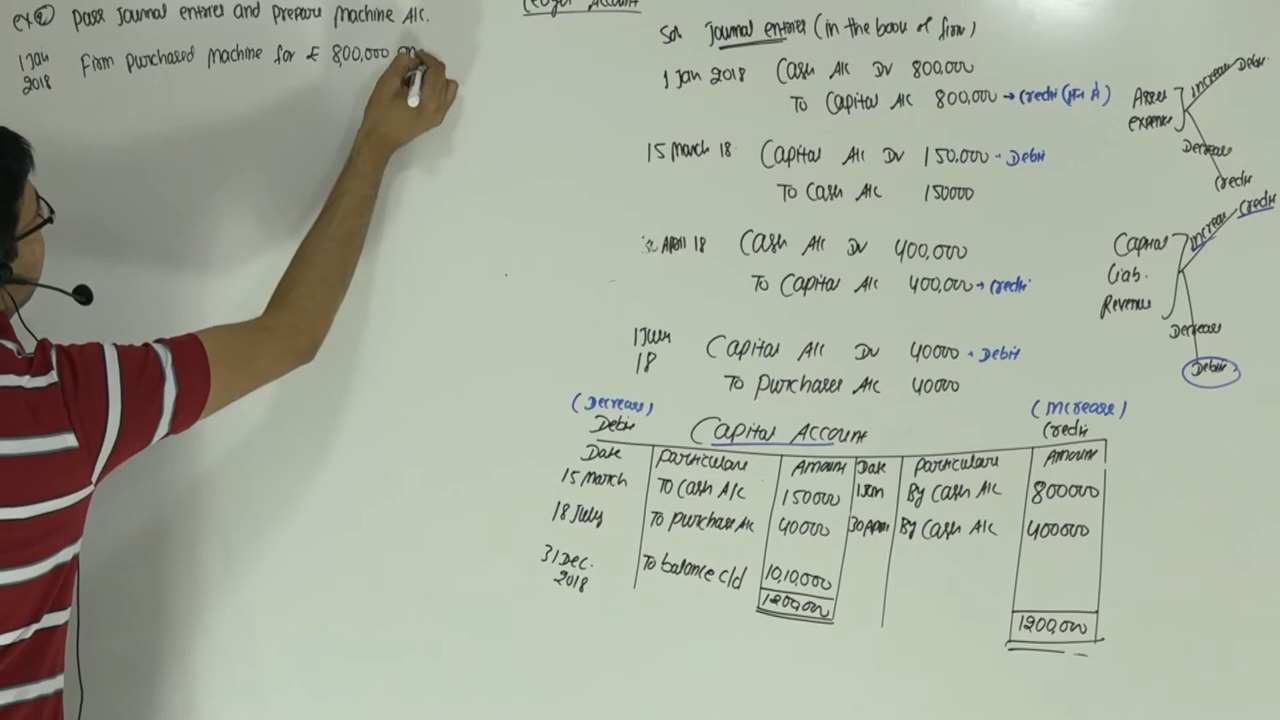 ex② Pass Journal entries and Prepare Machine A/c.
1 Jan 2018 Firm Purchased Machine for £ 8,00,000 on
Ledger Account
Sol Journal entries (in the book of firm)
1 Jan 2018 Cash A/c Dr 800,000
To Capital A/c 800,000 → Credit
15 March 18 Capital A/c Dr 150,000 - Debit
To Cash A/c 150000
April 18 Cash A/c Dr 400,000
To Capital A/c 400,000 → Credit
1 July 18 Capital A/c Dr 40000 - Debit
To Purchases A/c 40000
Asset
expense
Increase Debit
Decrease
Credit
Capital
Liab.
Revenue
Increase Credit
Decrease
Debit
(Decrease) (Increase)
Debit Capital Account Credit
Date Particulars Amount Date Particulars Amount
15 March To Cash A/c 150000 1 Jan By Cash A/c 800000
18 July To Purchase A/c 40000 30 Apri By Cash A/c 400000
31 Dec. 2018 To balance c/d 10,10,000
1200,000 1200,000